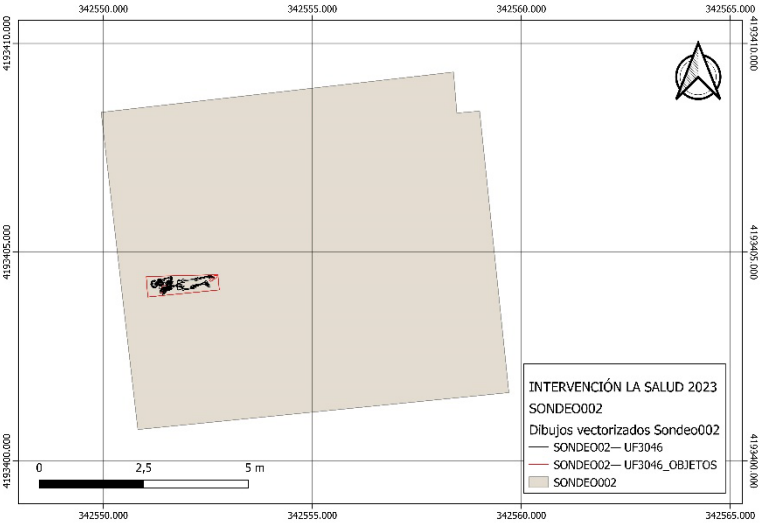 342550.000 342555.000 342560.000 342565.000
4193410.000 4193410.000
4193405.000 4193405.000
4193400.000 4193400.000
INTERVENCIÓN LA SALUD 2023
SONDEO002
Dibujos vectorizados Sondeo002
SONDEO02— UF3046
SONDEO02— UF3046_OBJETOS
SONDEO002
0 2,5 5 m
342550.000 342555.000 342560.000 342565.000